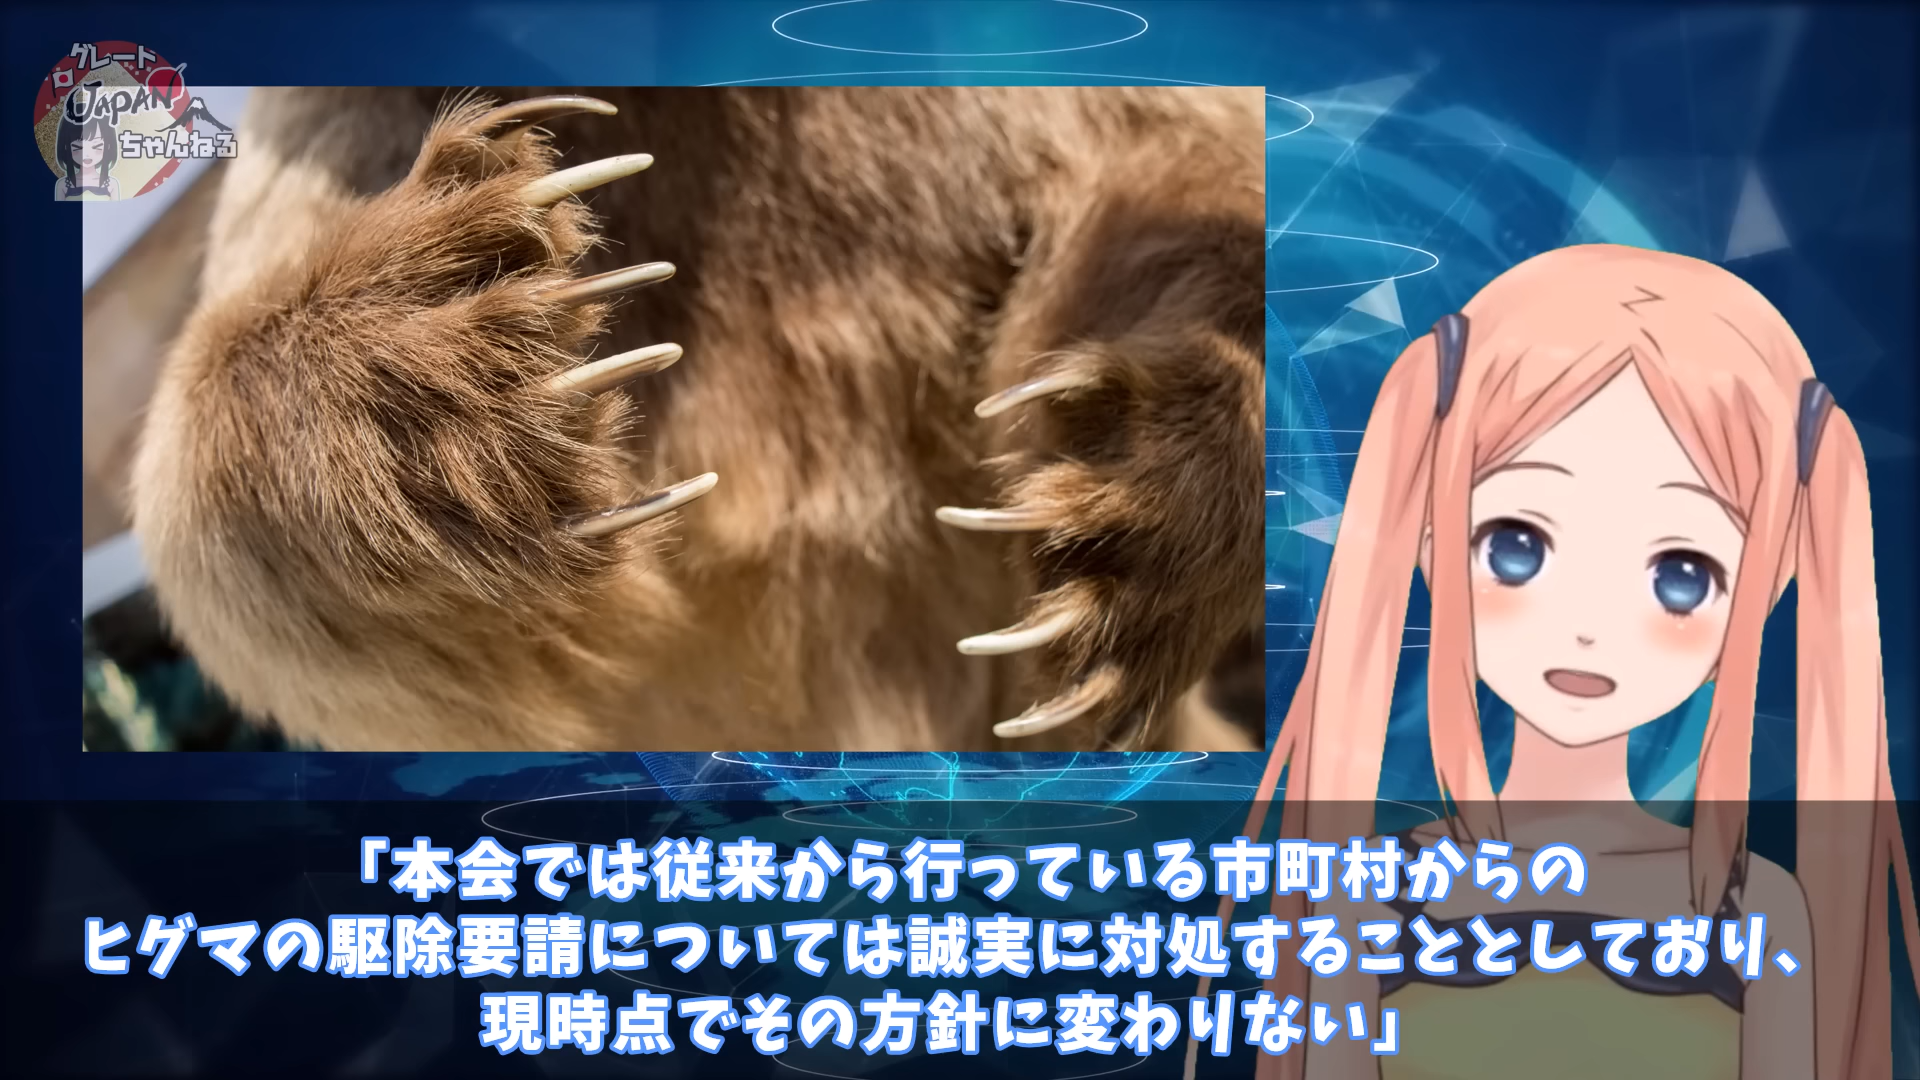 グレート
JAPAN
ちゃんねる
「本会では従来から行っている市町村からの
ヒグマの駆除要請については誠実に対処することとしており、
現時点でその方針に変わりない」